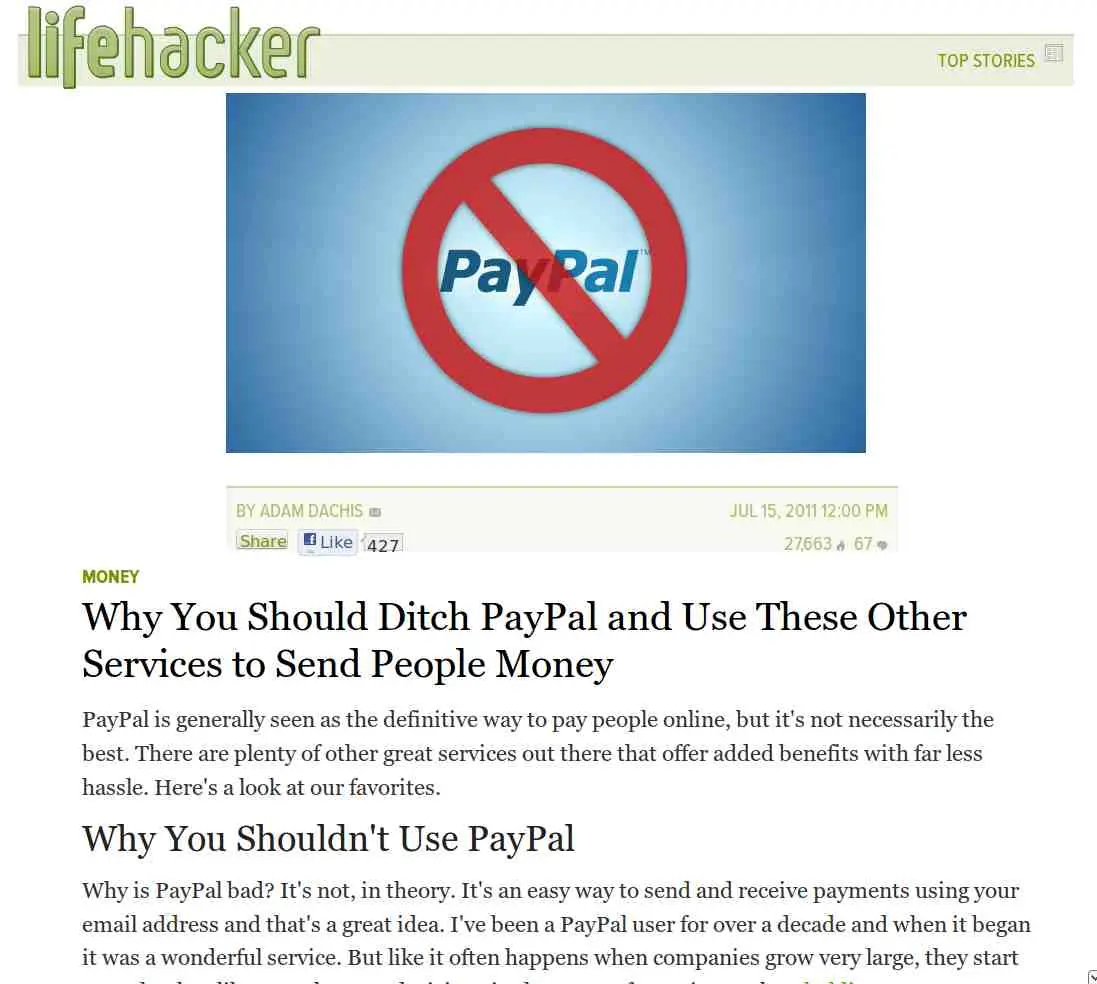 lifehacker
TOP STORIES
PayPal™
BY ADAM DACHIS
JUL 15, 2011 12:00 PM
Share
Like
427
27,663
67
MONEY
Why You Should Ditch PayPal and Use These Other
Services to Send People Money
PayPal is generally seen as the definitive way to pay people online, but it's not necessarily the
best. There are plenty of other great services out there that offer added benefits with far less
hassle. Here's a look at our favorites.
Why You Shouldn't Use PayPal
Why is PayPal bad? It's not, in theory. It's an easy way to send and receive payments using your
email address and that's a great idea. I've been a PayPal user for over a decade and when it began
it was a wonderful service. But like it often happens when companies grow very large, they start